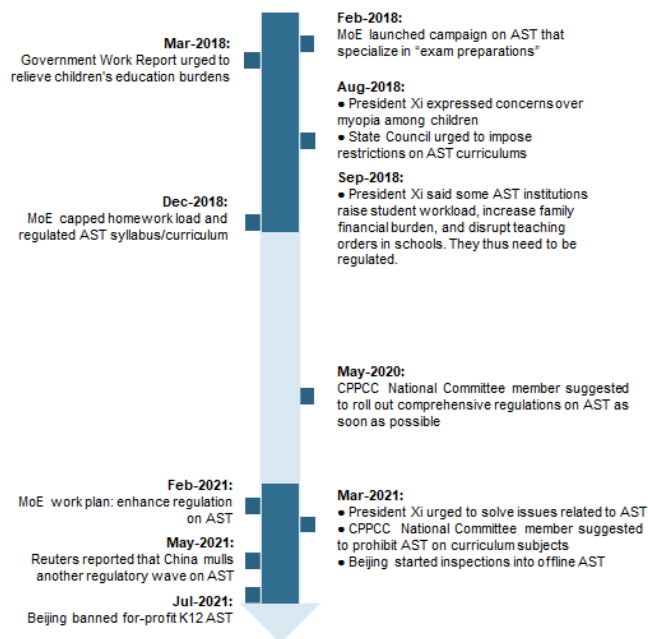 Feb-2018:
MoE launched campaign on AST that
specialize in “exam preparations”
Mar-2018:
Government Work Report urged to
relieve children's education burdens
Aug-2018:
● President Xi expressed concerns over
myopia among children
● State Council urged to impose
restrictions on AST curriculums
Sep-2018:
● President Xi said some AST institutions
raise student workload, increase family
financial burden, and disrupt teaching
order in schools. They thus need to be
regulated.
Dec-2018:
MoE capped homework load and
regulated AST syllabus/curriculum
May-2020:
CPPCC National Committee member suggested
to roll out comprehensive regulations on AST as
soon as possible
Feb-2021:
MoE work plan: enhance regulation
on AST
Mar-2021:
● President Xi urged to solve issues related to AST
● CPPCC National Committee member suggested
to prohibit AST on curriculum subjects
● Beijing started inspections into offline AST
May-2021:
Reuters reported that China mulls
another regulatory wave on AST
Jul-2021:
Beijing banned for-profit K12 AST